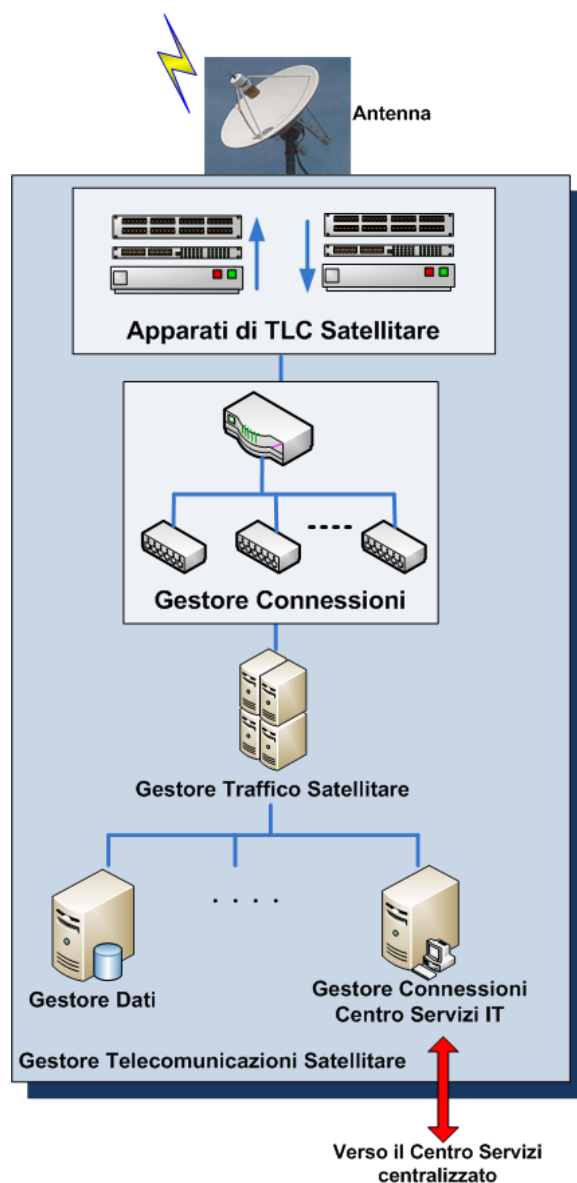 Antenna
Apparati di TLC Satellitare
Gestore Connessioni
Gestore Traffico Satellitare
. . . .
Gestore Dati
Gestore Connessioni
Centro Servizi IT
Gestore Telecomunicazioni Satellitare
Verso il Centro Servizi
centralizzato